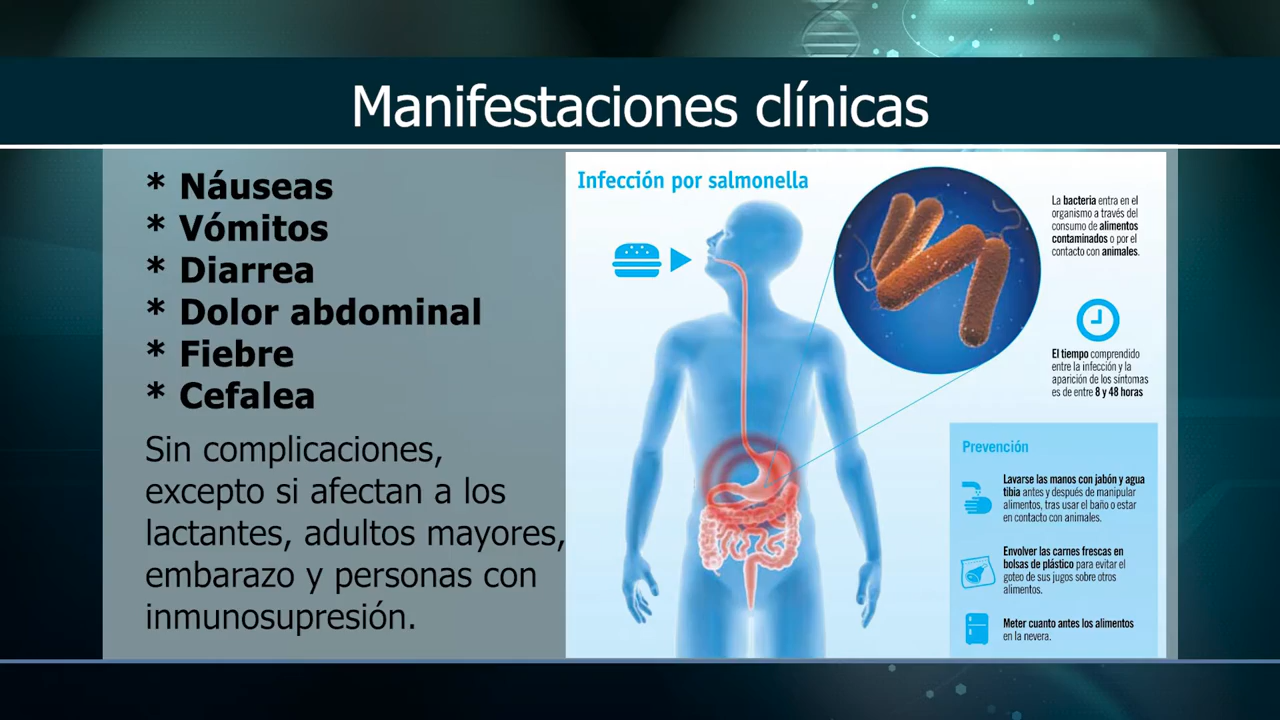 Manifestaciones clínicas
* Náuseas
* Vómitos
* Diarrea
* Dolor abdominal
* Fiebre
* Cefalea
Sin complicaciones,
excepto si afectan a los
lactantes, adultos mayores,
embarazo y personas con
inmunosupresión.
Infección por salmonella
La bacteria entra en el
organismo a través del
consumo de alimentos
contaminados o por el
contacto con animales.
El tiempo comprendido
entre la infección y la
aparición de los síntomas
es de entre 8 y 48 horas
Prevención
Lavarse las manos con jabón y agua
tibia antes y después de manipular
alimentos, tras usar el baño o estar
en contacto con animales.
Envolver las carnes frescas en
bolsas de plástico para evitar el
goteo de sus jugos sobre otros
alimentos.
Meter cuanto antes los alimentos
en la nevera.